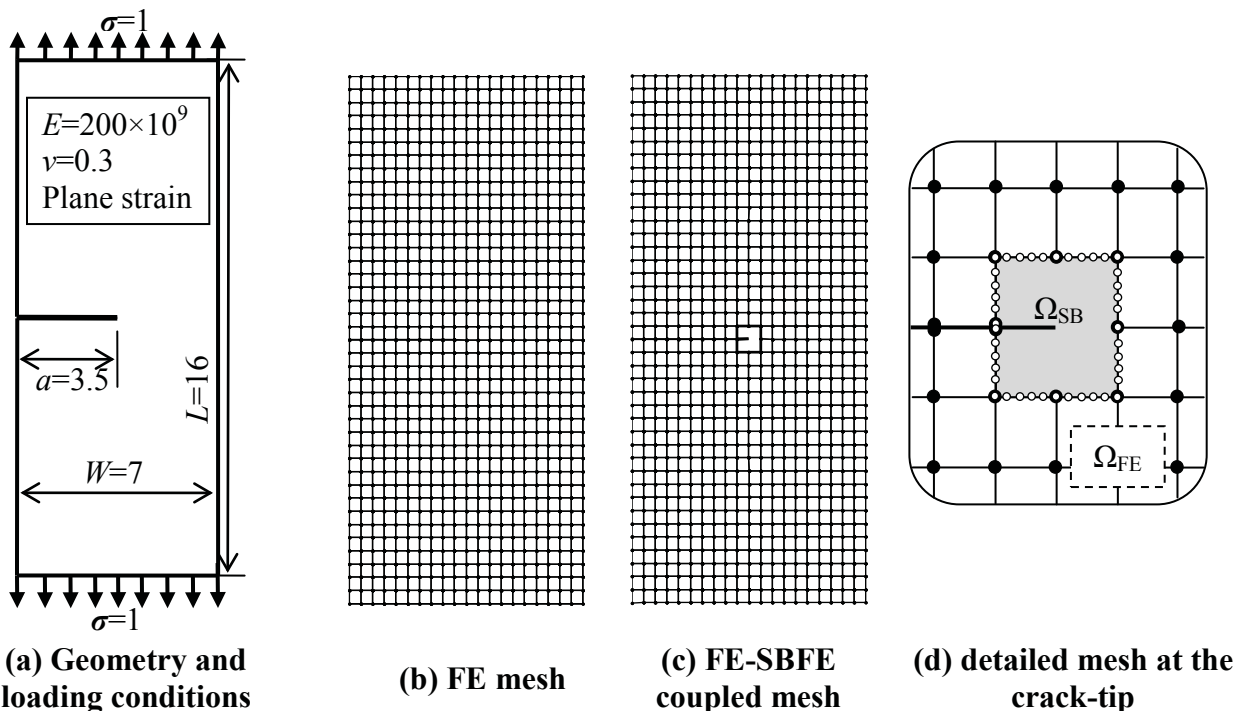 σ=1
E=200×10⁹
ν=0.3
Plane strain
a=3.5
L=16
W=7
σ=1
(a) Geometry and
loading conditions
(b) FE mesh
(c) FE-SBFE
coupled mesh
Ω_SB
Ω_FE
(d) detailed mesh at the
crack-tip